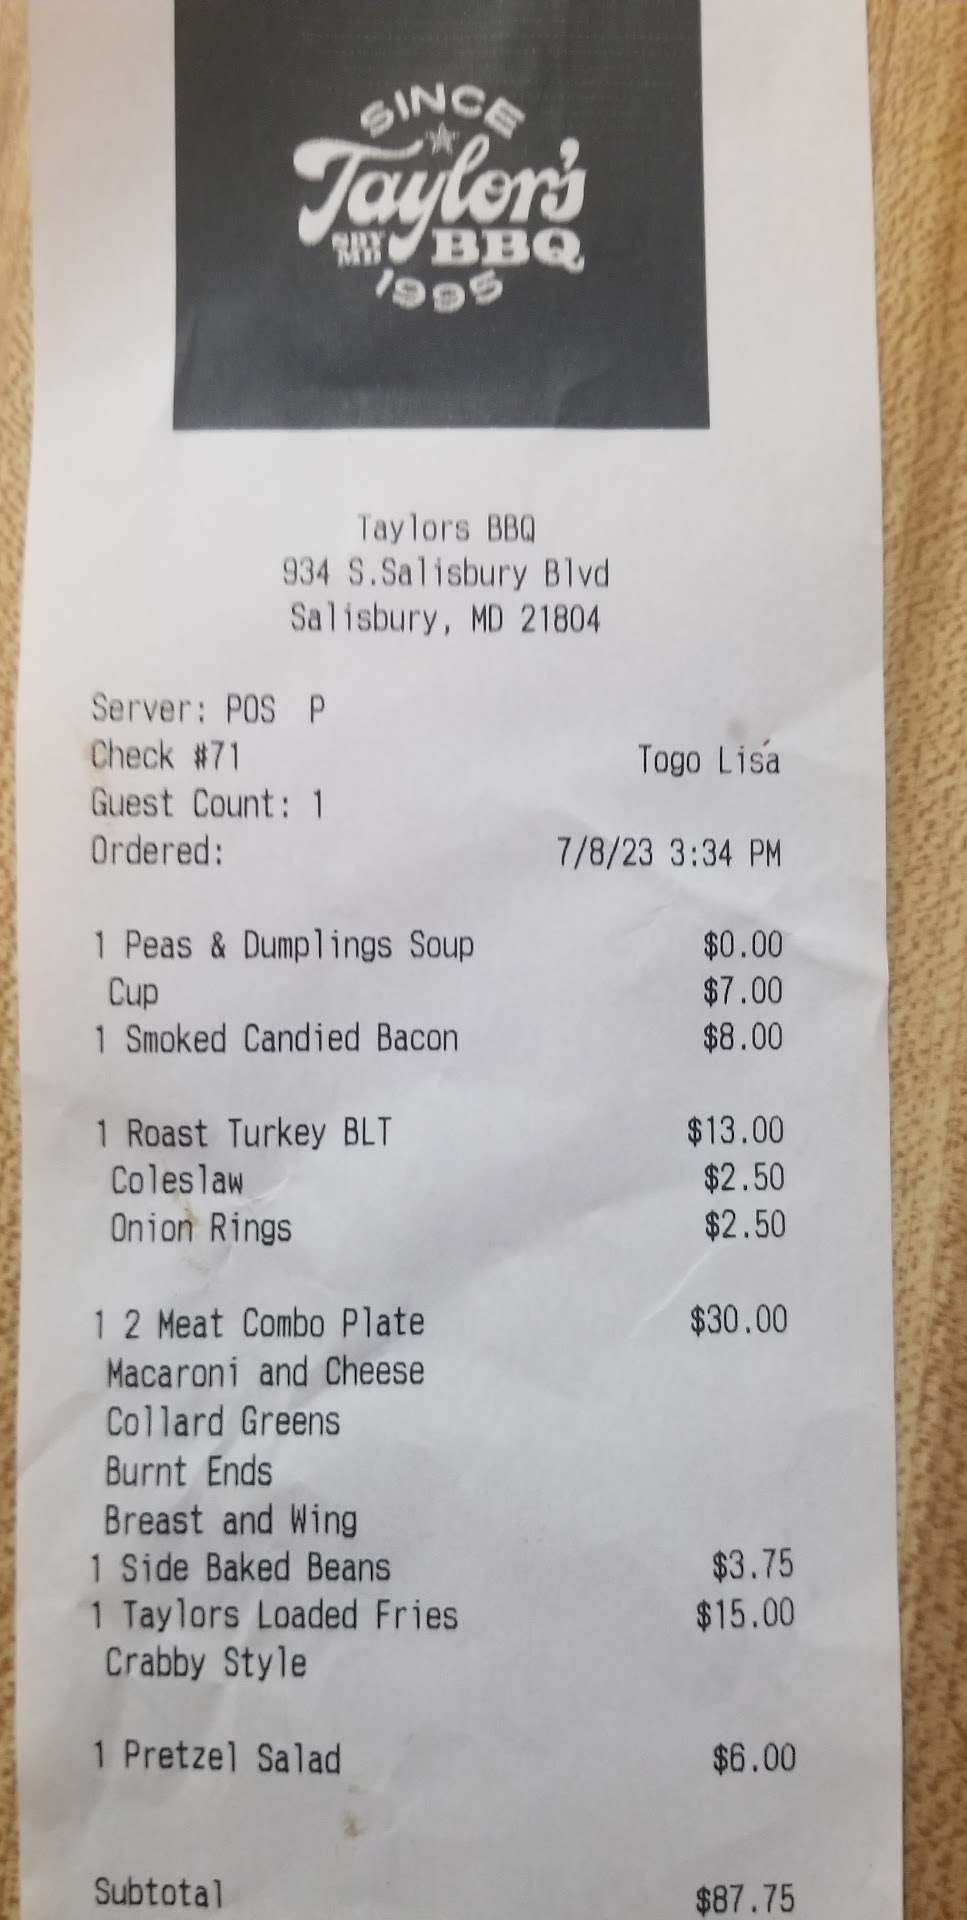 SINCE
Taylor's
SBY MD BBQ
1995
Taylors BBQ
934 S.Salisbury Blvd
Salisbury, MD 21804
Server: POS P
Check #71 Togo Lisa
Guest Count: 1
Ordered: 7/8/23 3:34 PM
1 Peas & Dumplings Soup $0.00
Cup $7.00
1 Smoked Candied Bacon $8.00
1 Roast Turkey BLT $13.00
Coleslaw $2.50
Onion Rings $2.50
1 2 Meat Combo Plate $30.00
Macaroni and Cheese
Collard Greens
Burnt Ends
Breast and Wing
1 Side Baked Beans $3.75
1 Taylors Loaded Fries $15.00
Crabby Style
1 Pretzel Salad $6.00
Subtotal $87.75